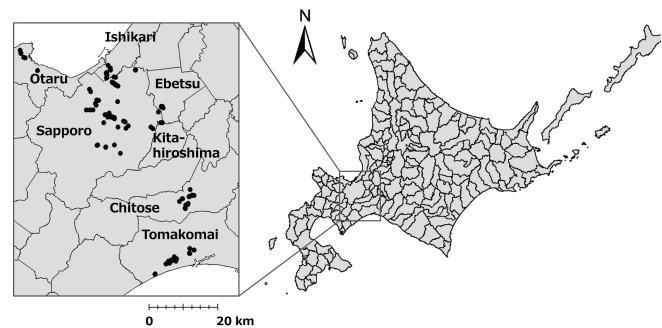 Ishikari
N
Otaru
Ebetsu
Sapporo
Kita-
hiroshima
Chitose
Tomakomai
0 20 km